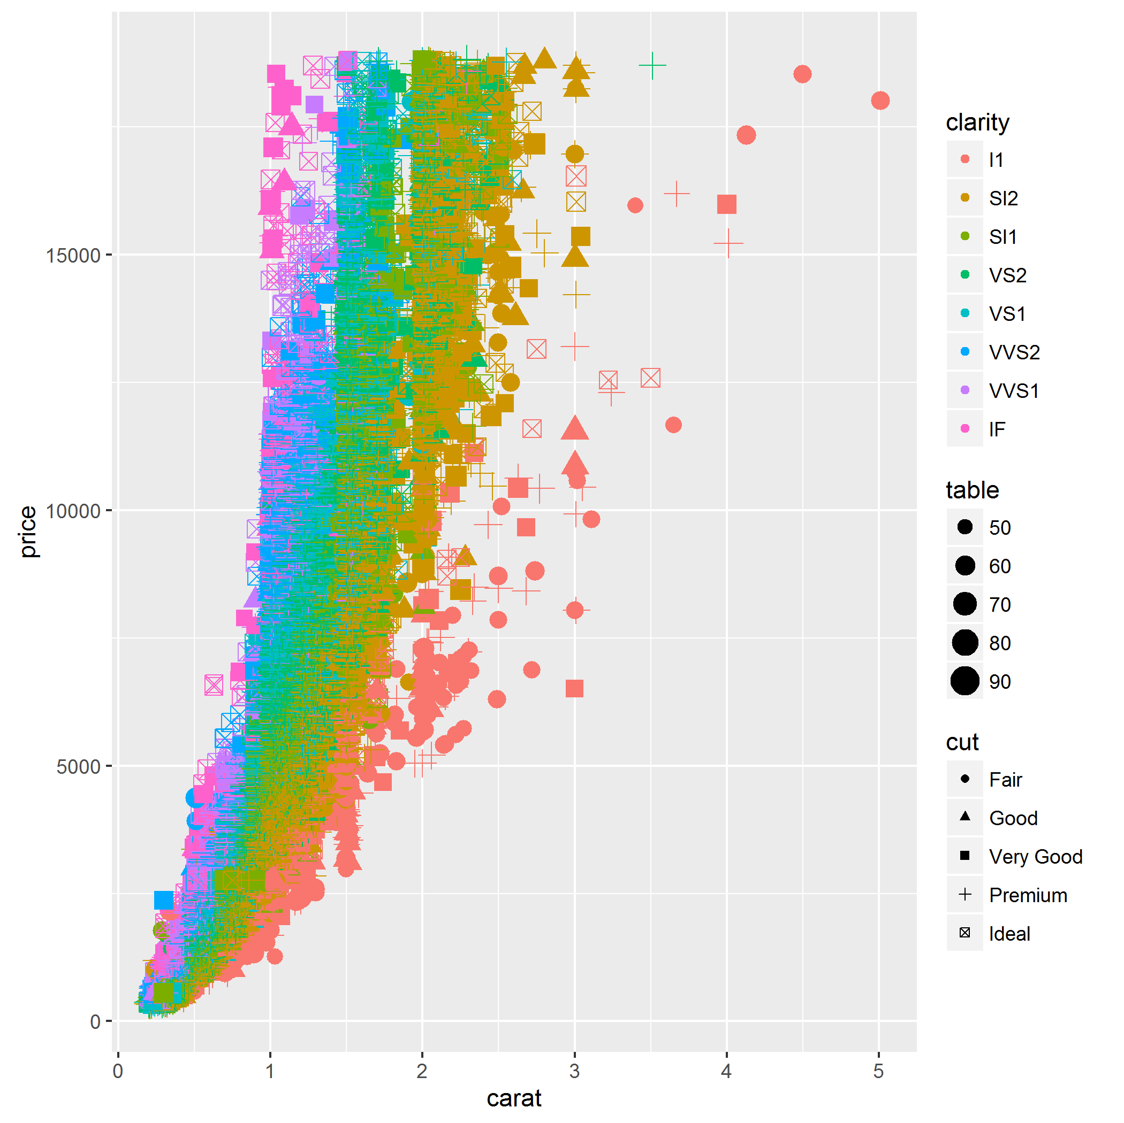 price
15000
10000
5000
0
0 1 2 3 4 5
carat
clarity
I1
SI2
SI1
VS2
VS1
VVS2
VVS1
IF
table
50
60
70
80
90
cut
Fair
Good
Very Good
Premium
Ideal